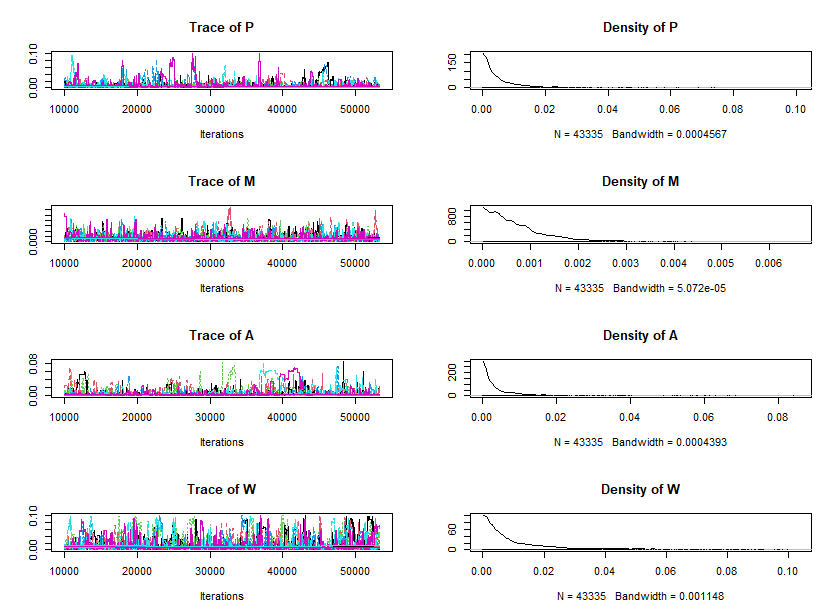 Trace of P
0.00 0.10
10000 20000 30000 40000 50000
Iterations
Density of P
0 150
0.00 0.02 0.04 0.06 0.08 0.10
N = 43335 Bandwidth = 0.0004567
Trace of M
0.000
10000 20000 30000 40000 50000
Iterations
Density of M
0 800
0.000 0.001 0.002 0.003 0.004 0.005 0.006
N = 43335 Bandwidth = 5.072e-05
Trace of A
0.00 0.08
10000 20000 30000 40000 50000
Iterations
Density of A
0 200
0.00 0.02 0.04 0.06 0.08
N = 43335 Bandwidth = 0.0004393
Trace of W
0.00 0.10
10000 20000 30000 40000 50000
Iterations
Density of W
0 60
0.00 0.02 0.04 0.06 0.08 0.10
N = 43335 Bandwidth = 0.001148